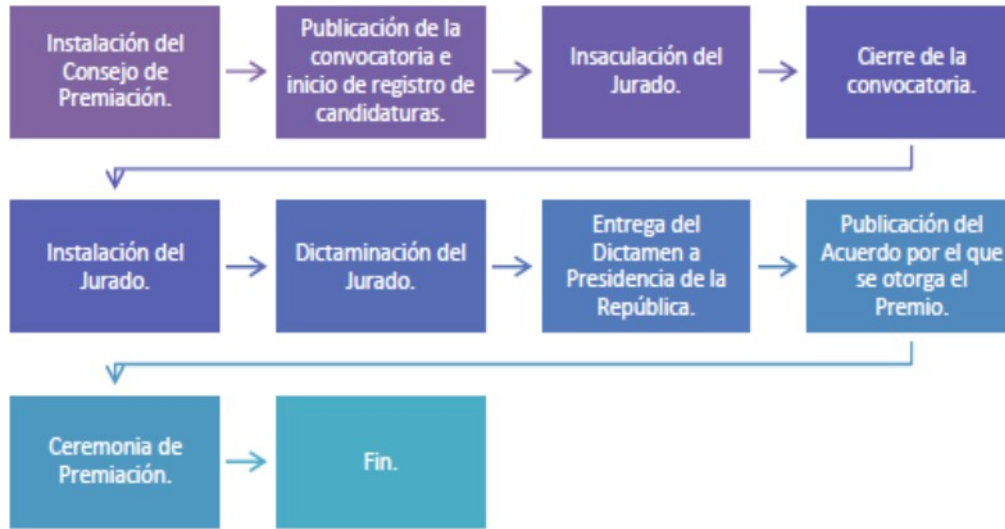 Instalación del
Consejo de
Premiación.
Publicación de la
convocatoria e
inicio de registro de
candidaturas.
Insaculación del
Jurado.
Cierre de la
convocatoria.
Instalación del
Jurado.
Dictaminación del
Jurado.
Entrega del
Dictamen a
Presidencia de la
República.
Publicación del
Acuerdo por el que
se otorga el
Premio.
Ceremonia de
Premiación.
Fin.